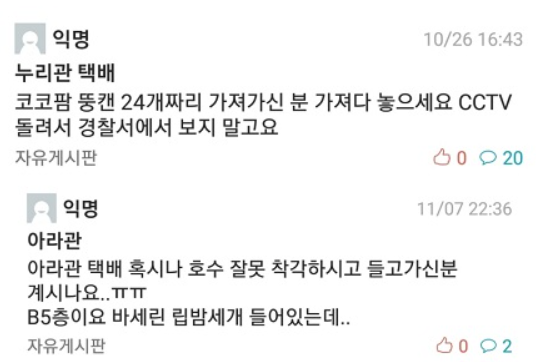 익명
10/26 16:43
누리관 택배
코코팜 뚱캔 24개짜리 가져가신 분 가져다 놓으세요 CCTV
돌려서 경찰서에서 보지 말고요
자유게시판
0 20
익명
11/07 22:36
아라관
아라관 택배 혹시나 호수 잘못 착각하시고 들고가신분
계시나요..ㅠㅠ
B5층이요 바세린 립밤세개 들어있는데..
자유게시판
0 2